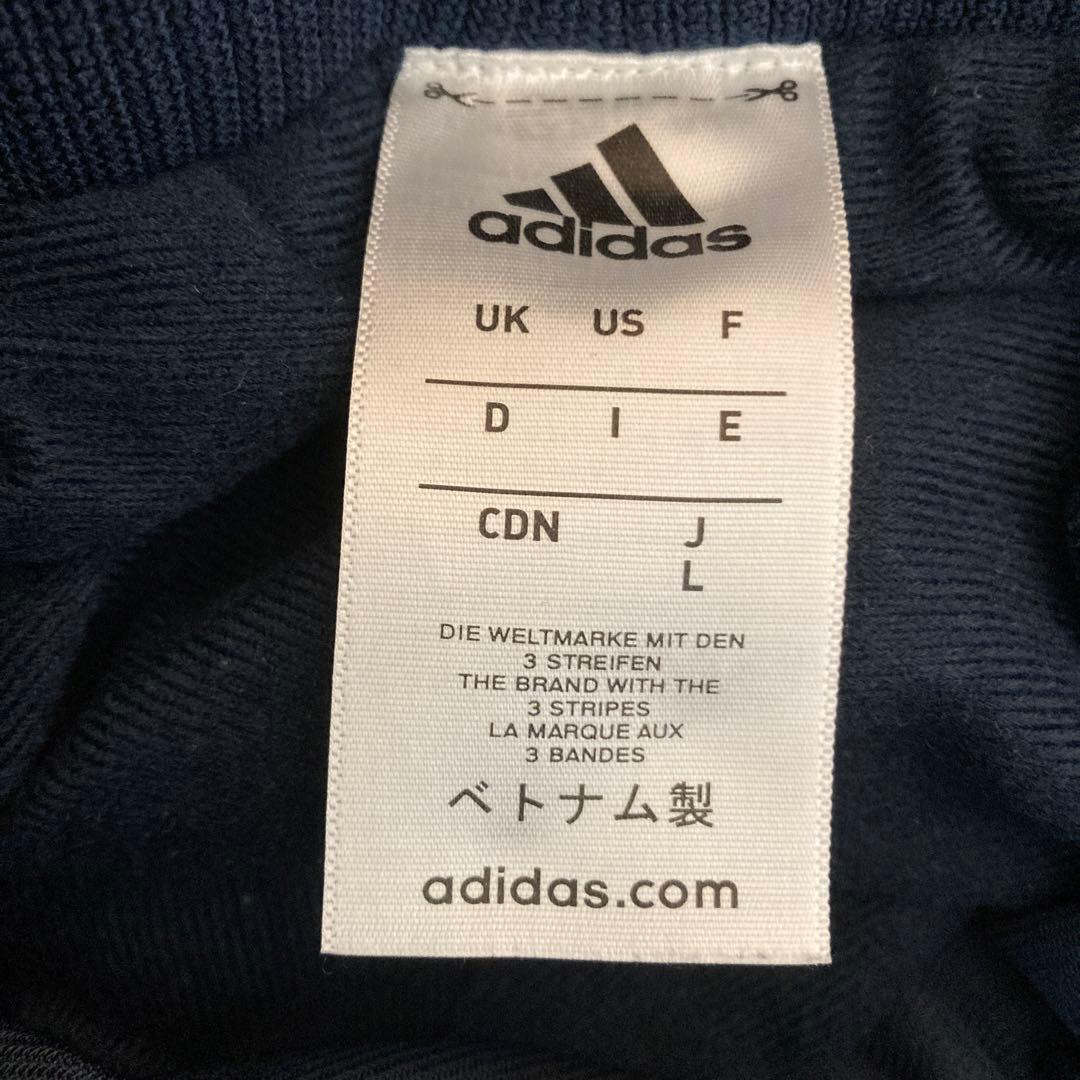 adidas
UK US F
D I E
CDN J
L
DIE WELTMARKE MIT DEN
3 STREIFEN
THE BRAND WITH THE
3 STRIPES
LA MARQUE AUX
3 BANDES
ベトナム製
adidas.com